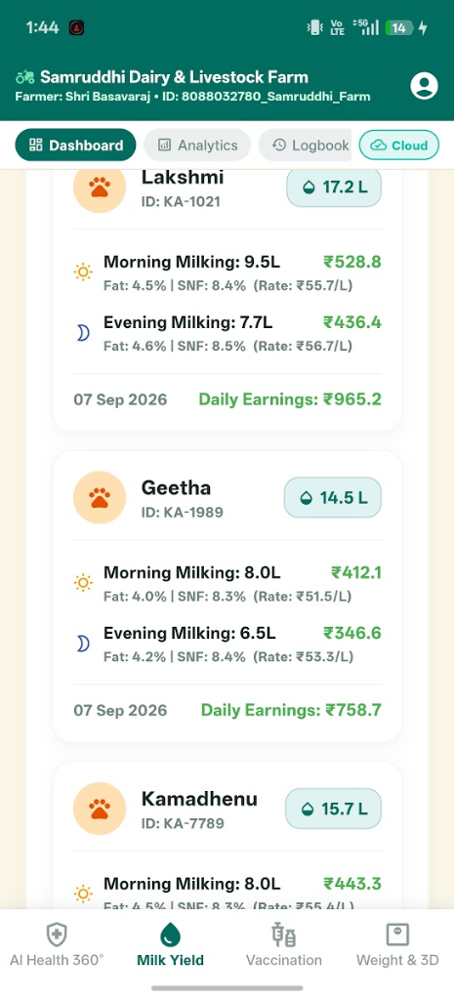 1:44
Vo LTE 5G 14
Samruddhi Dairy & Livestock Farm
Farmer: Shri Basavaraj • ID: 8088032780_Samruddhi_Farm
Dashboard Analytics Logbook Cloud
Lakshmi 17.2 L
ID: KA-1021
Morning Milking: 9.5L ₹528.8
Fat: 4.5% | SNF: 8.4% (Rate: ₹55.7/L)
Evening Milking: 7.7L ₹436.4
Fat: 4.6% | SNF: 8.5% (Rate: ₹56.7/L)
07 Sep 2026 Daily Earnings: ₹965.2
Geetha 14.5 L
ID: KA-1989
Morning Milking: 8.0L ₹412.1
Fat: 4.0% | SNF: 8.3% (Rate: ₹51.5/L)
Evening Milking: 6.5L ₹346.6
Fat: 4.2% | SNF: 8.4% (Rate: ₹53.3/L)
07 Sep 2026 Daily Earnings: ₹758.7
Kamadhenu 15.7 L
ID: KA-7789
Morning Milking: 8.0L ₹443.3
Fat: 4.5% | SNF: 8.3% (Rate: ₹55.4/L)
AI Health 360° Milk Yield Vaccination Weight & 3D